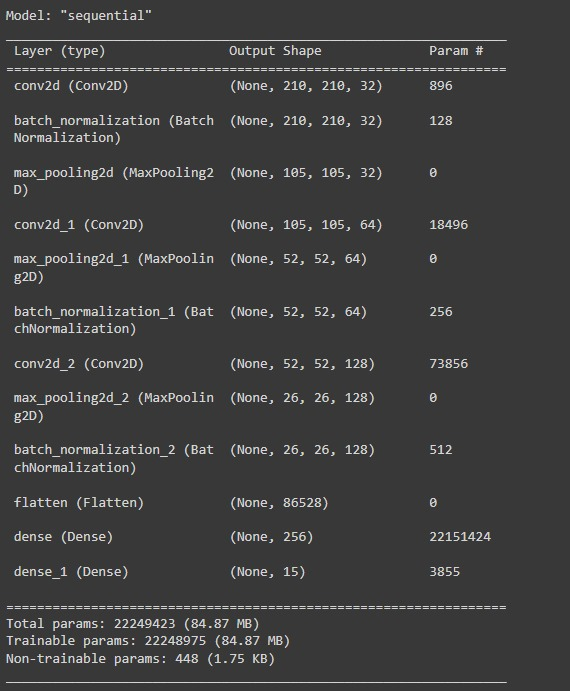 Model: "sequential"
Layer (type) Output Shape Param #
conv2d (Conv2D) (None, 210, 210, 32) 896
batch_normalization (Batch (None, 210, 210, 32) 128
Normalization)
max_pooling2d (MaxPooling2 (None, 105, 105, 32) 0
D)
conv2d_1 (Conv2D) (None, 105, 105, 64) 18496
max_pooling2d_1 (MaxPoolin (None, 52, 52, 64) 0
g2D)
batch_normalization_1 (Bat (None, 52, 52, 64) 256
chNormalization)
conv2d_2 (Conv2D) (None, 52, 52, 128) 73856
max_pooling2d_2 (MaxPoolin (None, 26, 26, 128) 0
g2D)
batch_normalization_2 (Bat (None, 26, 26, 128) 512
chNormalization)
flatten (Flatten) (None, 86528) 0
dense (Dense) (None, 256) 22151424
dense_1 (Dense) (None, 15) 3855
Total params: 22249423 (84.87 MB)
Trainable params: 22248975 (84.87 MB)
Non-trainable params: 448 (1.75 KB)